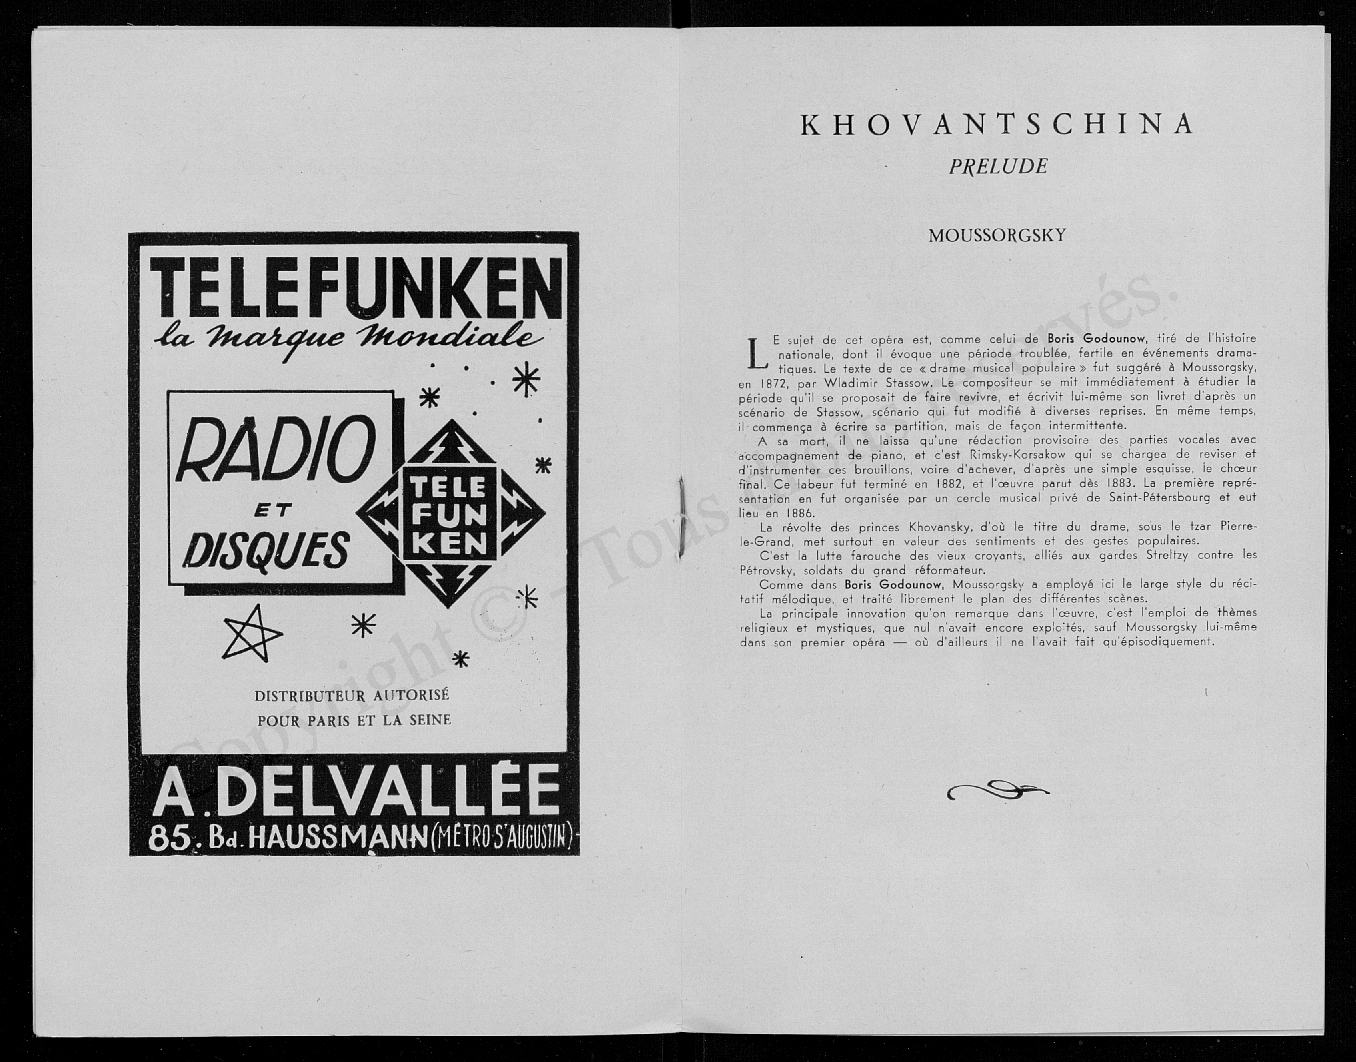 TELEFUNKEN
la marque mondiale
RADIO
ET
DISQUES
TELE
FUN
KEN
DISTRIBUTEUR AUTORISÉ
POUR PARIS ET LA SEINE
A. DELVALLÉE
85. Bd. HAUSSMANN (MÉTRO S'AUGUSTIN)
KHOVANTSCHINA
PRELUDE
MOUSSORGSKY
LE sujet de cet opéra est, comme celui de Boris Godounow, tiré de l'histoire
nationale, dont il évoque une période troublée, fertile en événements drama-
tiques. Le texte de ce « drame musical populaire » fut suggéré à Moussorgsky,
en 1872, par Wladimir Stassow. Le compositeur se mit immédiatement à étudier la
période qu'il se proposait de faire revivre, et écrivit lui-même son livret d'après un
scénario de Stassow, scénario qui fut modifié à diverses reprises. En même temps,
il commença à écrire sa partition, mais de façon intermittente.
A sa mort, il ne laissa qu'une rédaction provisoire des parties vocales avec
accompagnement de piano, et c'est Rimsky-Korsakow qui se chargea de reviser et
d'instrumenter ces brouillons, voire d'achever, d'après une simple esquisse, le chœur
final. Ce labeur fut terminé en 1882, et l'œuvre parut dès 1883. La première repré-
sentation en fut organisée par un cercle musical privé de Saint-Pétersbourg et eut
lieu en 1886.
La révolte des princes Khovansky, d'où le titre du drame, sous le tzar Pierre-
le-Grand, met surtout en valeur des sentiments et des gestes populaires.
C'est la lutte farouche des vieux croyants, alliés aux gardes Streltzy contre les
Pétrovsky, soldats du grand réformateur.
Comme dans Boris Godounow, Moussorgsky a employé ici le large style du réci-
tatif mélodique, et traité librement le plan des différentes scènes.
La principale innovation qu'on remarque dans l'œuvre, c'est l'emploi de thèmes
religieux et mystiques, que nul n'avait encore exploités, sauf Moussorgsky lui-même
dans son premier opéra — où d'ailleurs il ne l'avait fait qu'épisodiquement.
Copyright © - Tous